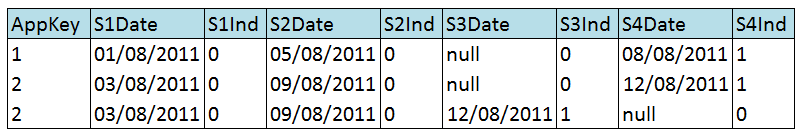 AppKey S1Date S1Ind S2Date S2Ind S3Date S3Ind S4Date S4Ind
1 01/08/2011 0 05/08/2011 0 null 0 08/08/2011 1
2 03/08/2011 0 09/08/2011 0 null 0 12/08/2011 1
2 03/08/2011 0 09/08/2011 0 12/08/2011 1 null 0